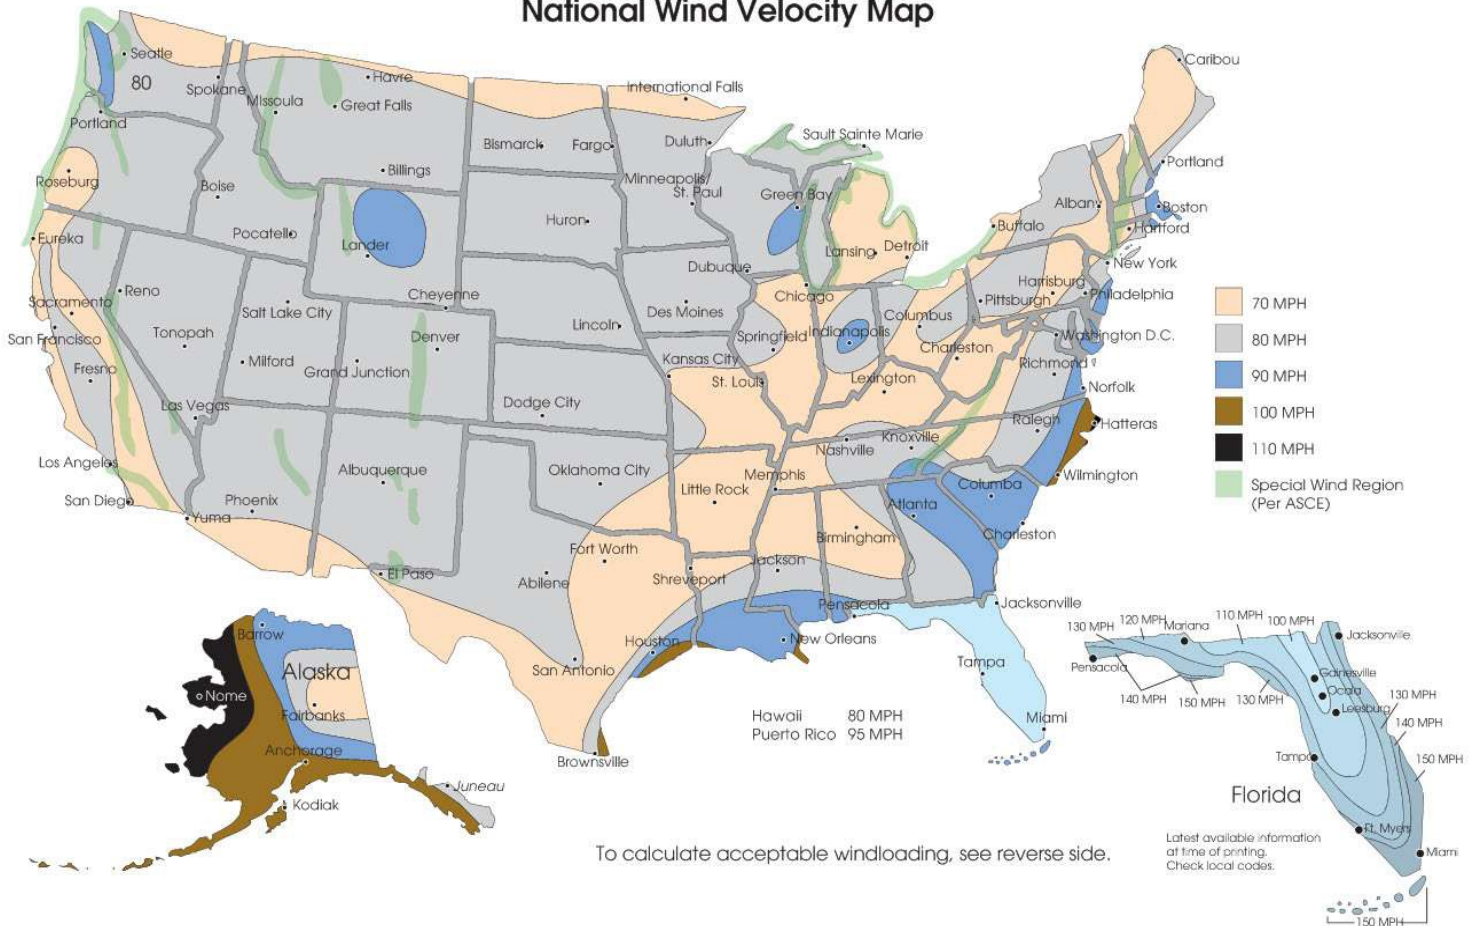 National Wind Velocity Map
Seatle
80
Spokane
Portland
Missoula
Havre
Great Falls
Billings
Roseburg
Boise
Pocatello
Eureka
Lander
Cheyenne
Bismarck
Fargo
International Falls
Duluth
Minneapolis/
St. Paul
Huron
Green Bay
Sault Sainte Marie
Dubuque
Lansing
Detroit
Chicago
Buffalo
Albany
Caribou
Portland
Boston
Hartford
New York
Harrisburg
Philadelphia
Pittsburgh
Washington D.C.
Richmond
Norfolk
Hatteras
Ralegh
Wilmington
Sacramento
Reno
San Francisco
Fresno
Tonopah
Salt Lake City
Milford
Grand Junction
Denver
Las Vegas
Los Angeles
San Diego
Yuma
Phoenix
Albuquerque
El Paso
Lincoln
Des Moines
Kansas City
Dodge City
Oklahoma City
Springfield
St. Louis
Indianapolis
Columbus
Charleston
Lexington
Nashville
Knoxville
Memphis
Little Rock
Columba
Atlanta
Charleston
Birmingham
Jackson
Shreveport
Fort Worth
Abilene
San Antonio
Houston
New Orleans
Pensacola
Jacksonville
Tampa
Miami
Brownsville
70 MPH
80 MPH
90 MPH
100 MPH
110 MPH
Special Wind Region
(Per ASCE)
Barrow
Alaska
Nome
Fairbanks
Anchorage
Kodiak
Juneau
Hawaii 80 MPH
Puerto Rico 95 MPH
To calculate acceptable windloading, see reverse side.
130 MPH
120 MPH
Mariana
110 MPH
100 MPH
Jacksonville
Pensacola
140 MPH
150 MPH
130 MPH
Gainesville
Ocala
Leesburg
130 MPH
140 MPH
150 MPH
Tampa
Florida
Ft. Myers
Miami
Latest available information
at time of printing.
Check local codes.
150 MPH